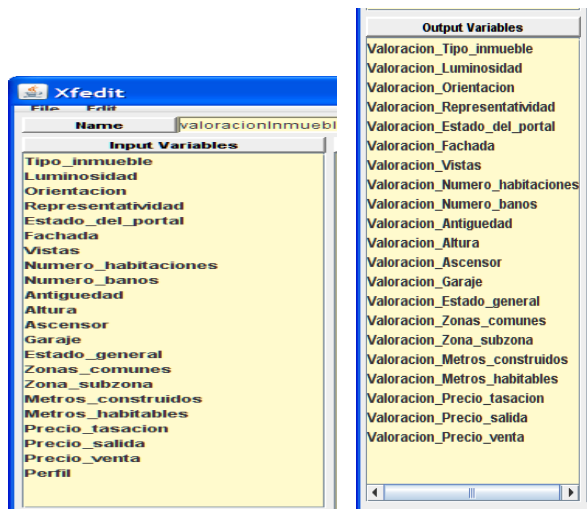 Xfedit
File Edit
Name valoracionInmuebl
Input Variables
Tipo_inmueble
Luminosidad
Orientacion
Representatividad
Estado_del_portal
Fachada
Vistas
Numero_habitaciones
Numero_banos
Antiguedad
Altura
Ascensor
Garaje
Estado_general
Zonas_comunes
Zona_subzona
Metros_construidos
Metros_habitables
Precio_tasacion
Precio_salida
Precio_venta
Perfil
Output Variables
Valoracion_Tipo_inmueble
Valoracion_Luminosidad
Valoracion_Orientacion
Valoracion_Representatividad
Valoracion_Estado_del_portal
Valoracion_Fachada
Valoracion_Vistas
Valoracion_Numero_habitaciones
Valoracion_Numero_banos
Valoracion_Antiguedad
Valoracion_Altura
Valoracion_Ascensor
Valoracion_Garaje
Valoracion_Estado_general
Valoracion_Zonas_comunes
Valoracion_Zona_subzona
Valoracion_Metros_construidos
Valoracion_Metros_habitables
Valoracion_Precio_tasacion
Valoracion_Precio_salida
Valoracion_Precio_venta